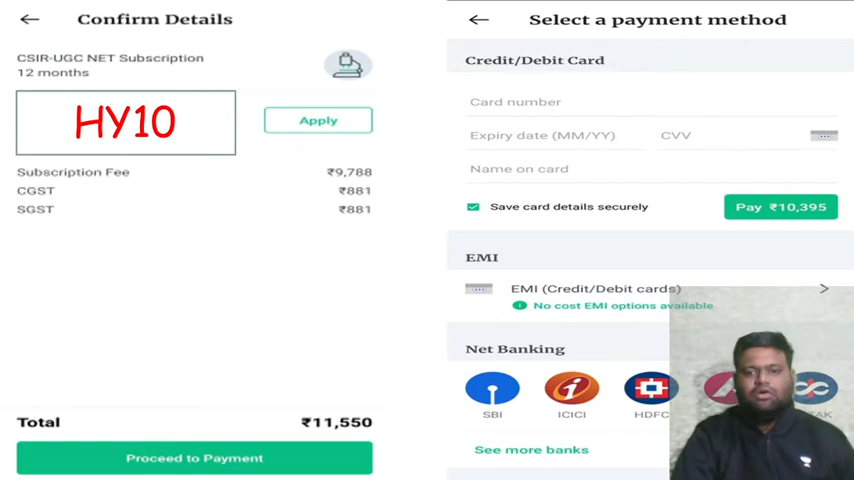 Confirm Details
CSIR-UGC NET Subscription
12 months
HY10
Apply
Subscription Fee ₹9,788
CGST ₹881
SGST ₹881
Total ₹11,550
Proceed to Payment
Select a payment method
Credit/Debit Card
Card number
Expiry date (MM/YY) CVV
Name on card
Save card details securely
Pay ₹10,395
EMI
EMI (Credit/Debit cards)
No cost EMI options available
Net Banking
SBI ICICI HDFC
See more banks